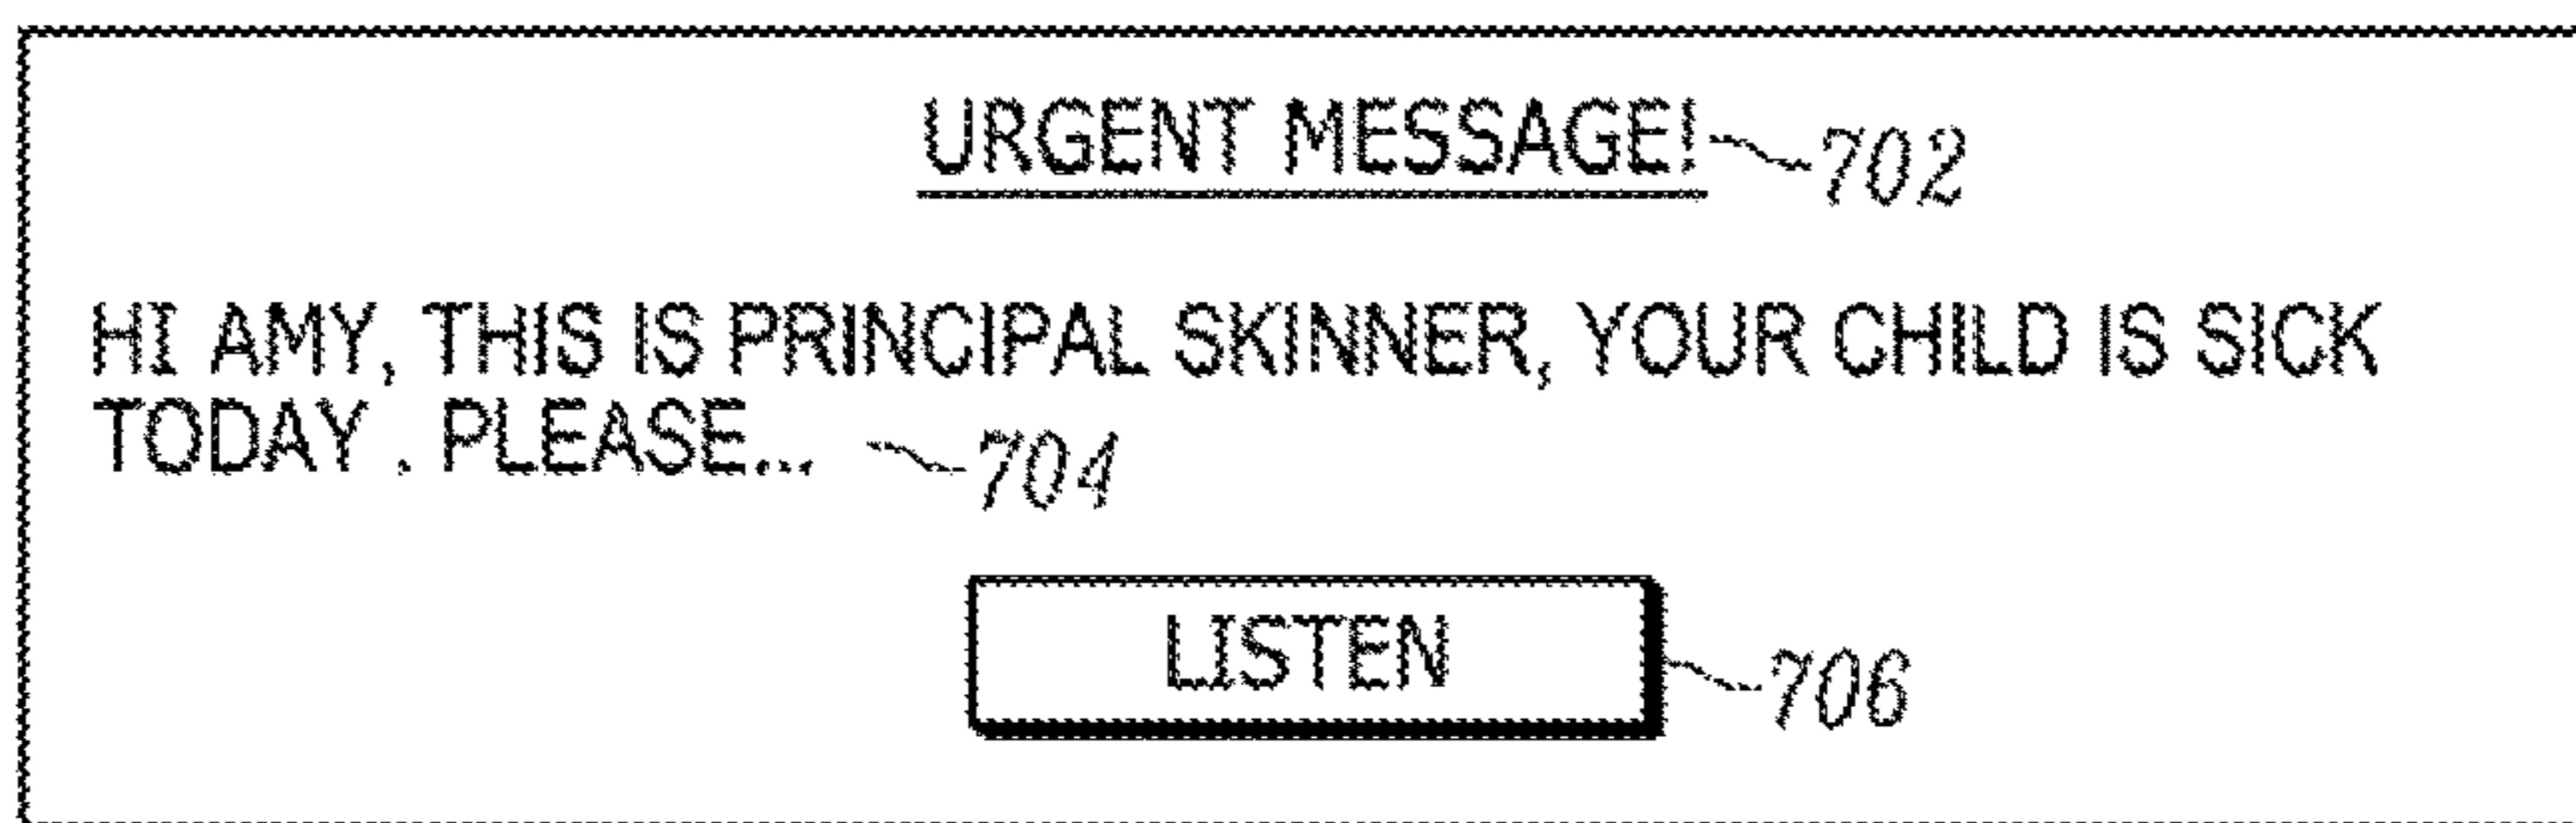 URGENT MESSAGE! 702
HI AMY, THIS IS PRINCIPAL SKINNER, YOUR CHILD IS SICK
TODAY . PLEASE... 704
LISTEN 706